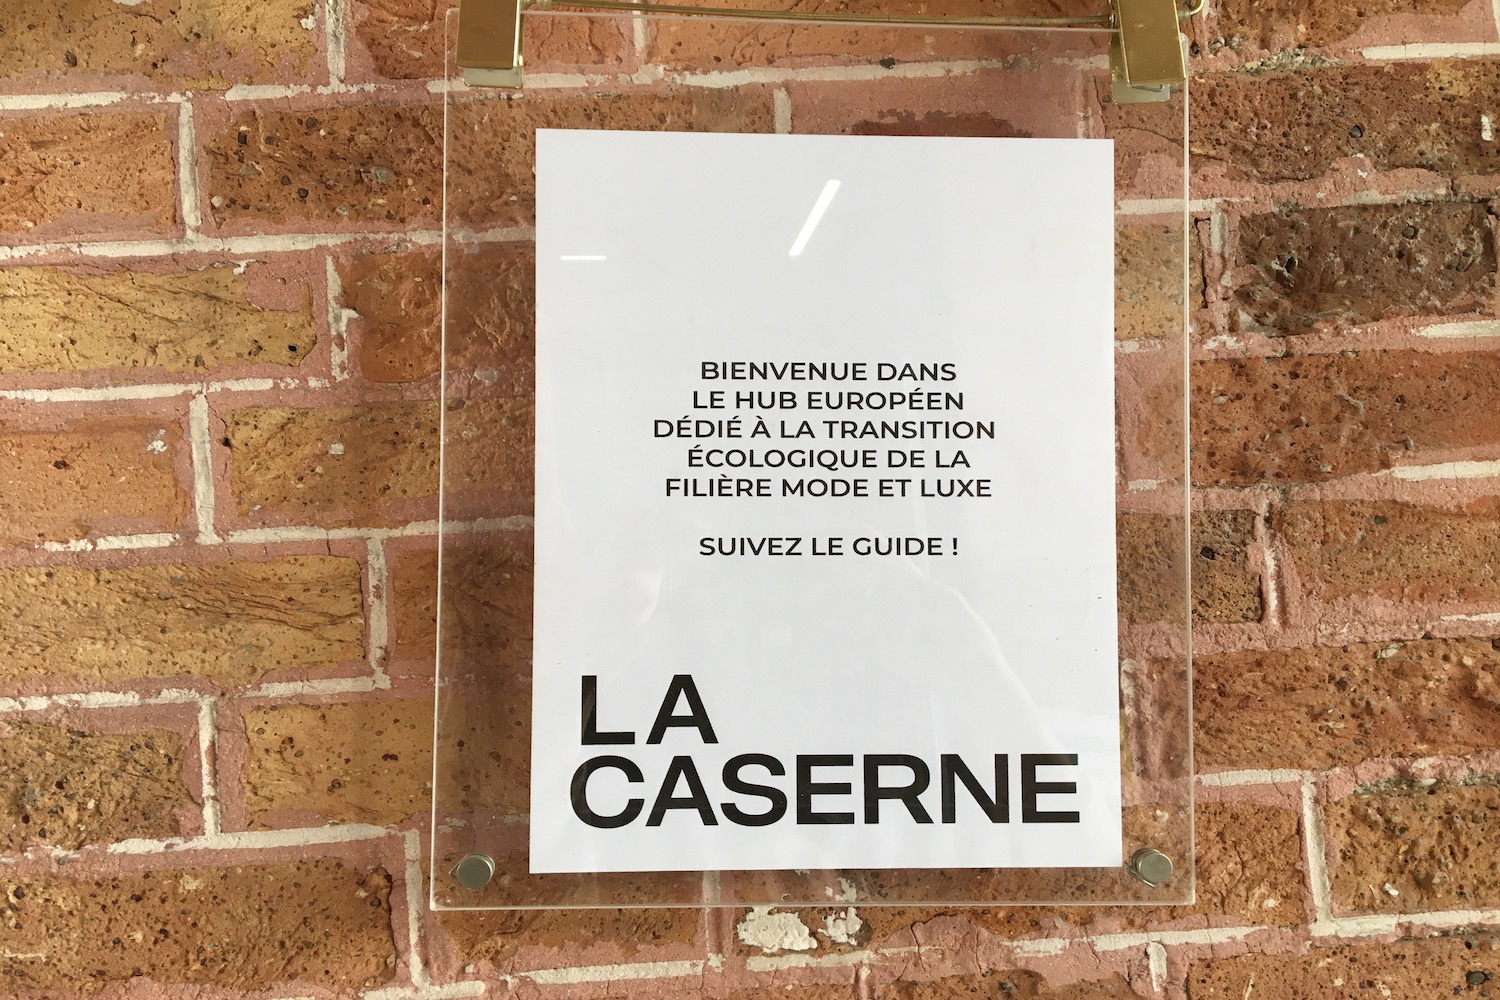 BIENVENUE DANS
LE HUB EUROPÉEN
DÉDIÉ À LA TRANSITION
ÉCOLOGIQUE DE LA
FILIÈRE MODE ET LUXE
SUIVEZ LE GUIDE !
LA
CASERNE